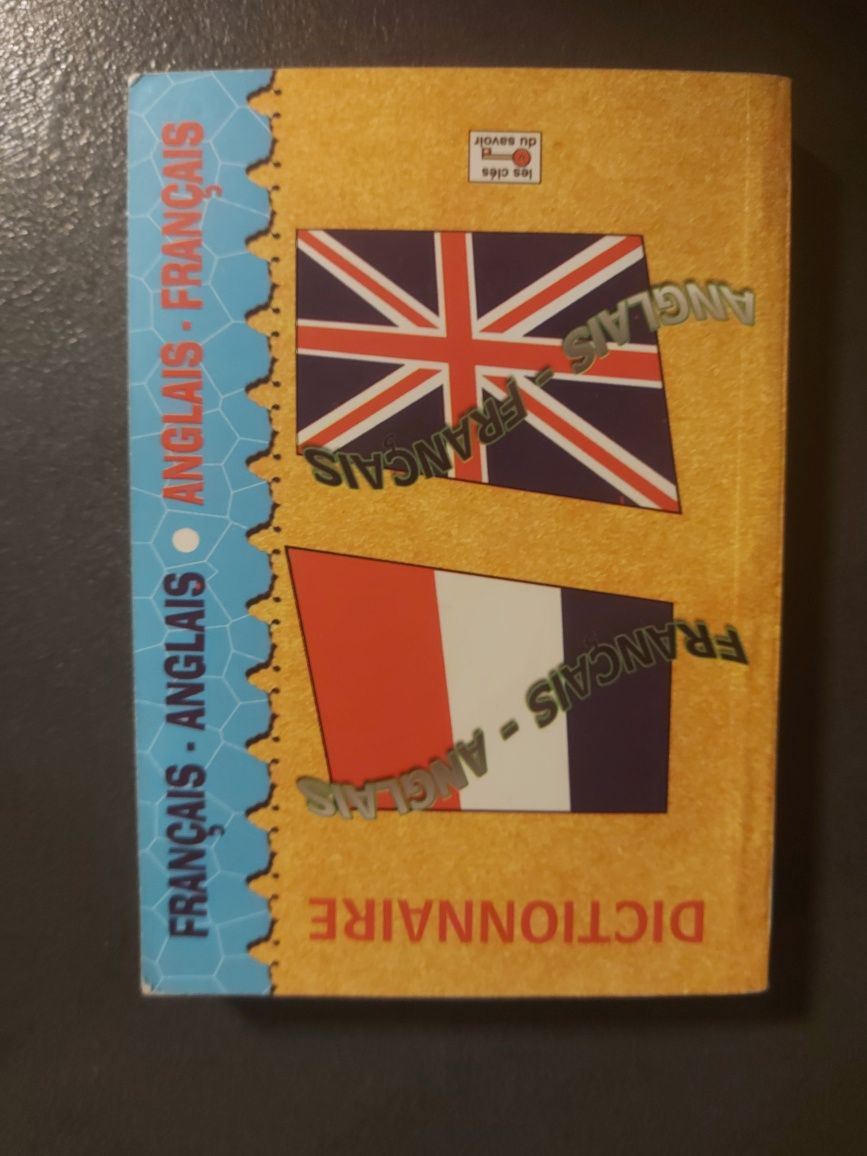 DICTIONNAIRE
FRANÇAIS - ANGLAIS
ANGLAIS - FRANÇAIS
les clés
du savoir
FRANÇAIS - ANGLAIS • ANGLAIS - FRANÇAIS